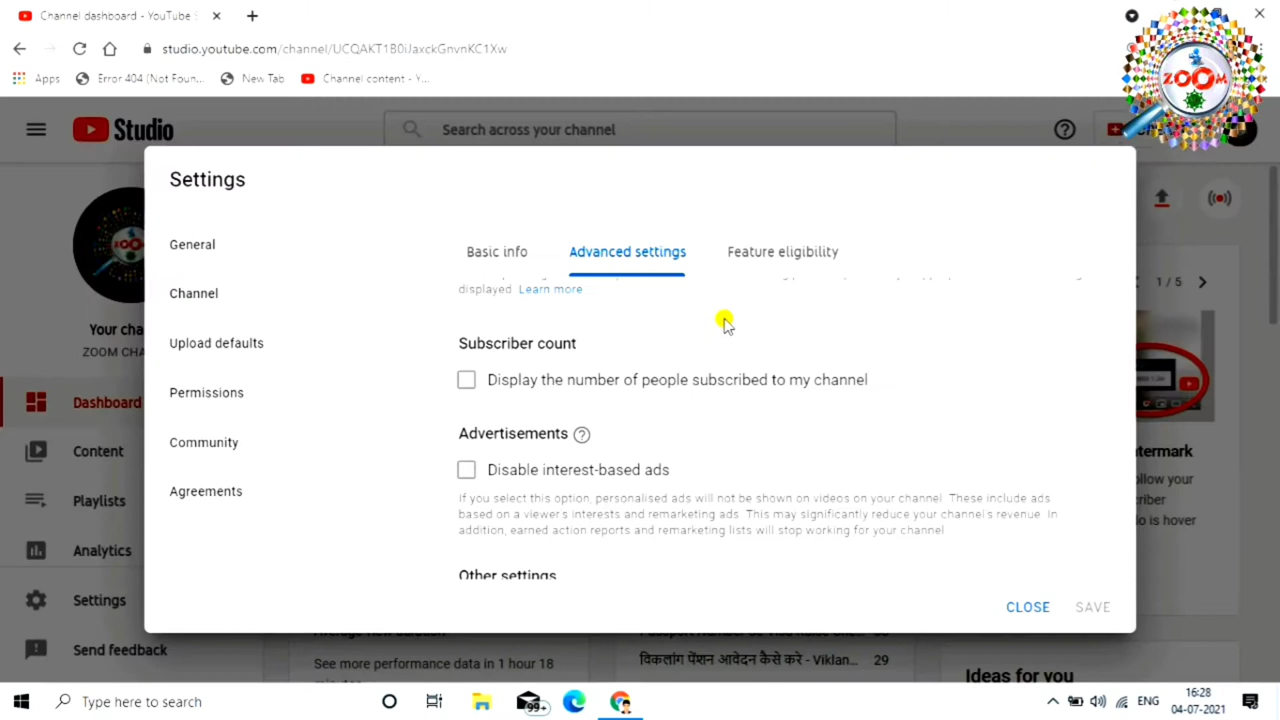 Channel dashboard - YouTube S
studio.youtube.com/channel/UCQAKT1B0iJaxckGnvnKC1Xw
Apps
Error 404 (Not Foun...
New Tab
Channel content - Y...
ZOOM
Studio
Search across your channel
Settings
General
Channel
Upload defaults
Permissions
Community
Agreements
Basic info
Advanced settings
Feature eligibility
displayed. Learn more
Subscriber count
Display the number of people subscribed to my channel
Advertisements
Disable interest-based ads
If you select this option, personalised ads will not be shown on videos on your channel. These include ads
based on a viewer's interests and remarketing ads. This may significantly reduce your channel's revenue. In
addition, earned action reports and remarketing lists will stop working for your channel
Other settings
CLOSE
SAVE
Your cha
ZOOM CHA
Dashboard
Content
Playlists
Analytics
Settings
Send feedback
1 / 5
termark
llow your
riber
o is hover
See more performance data in 1 hour 18
विकलांग पेंशन आवेदन कैसे करे - Viklan...
29
Ideas for you
Type here to search
99+
ENG
16:28
04-07-2021